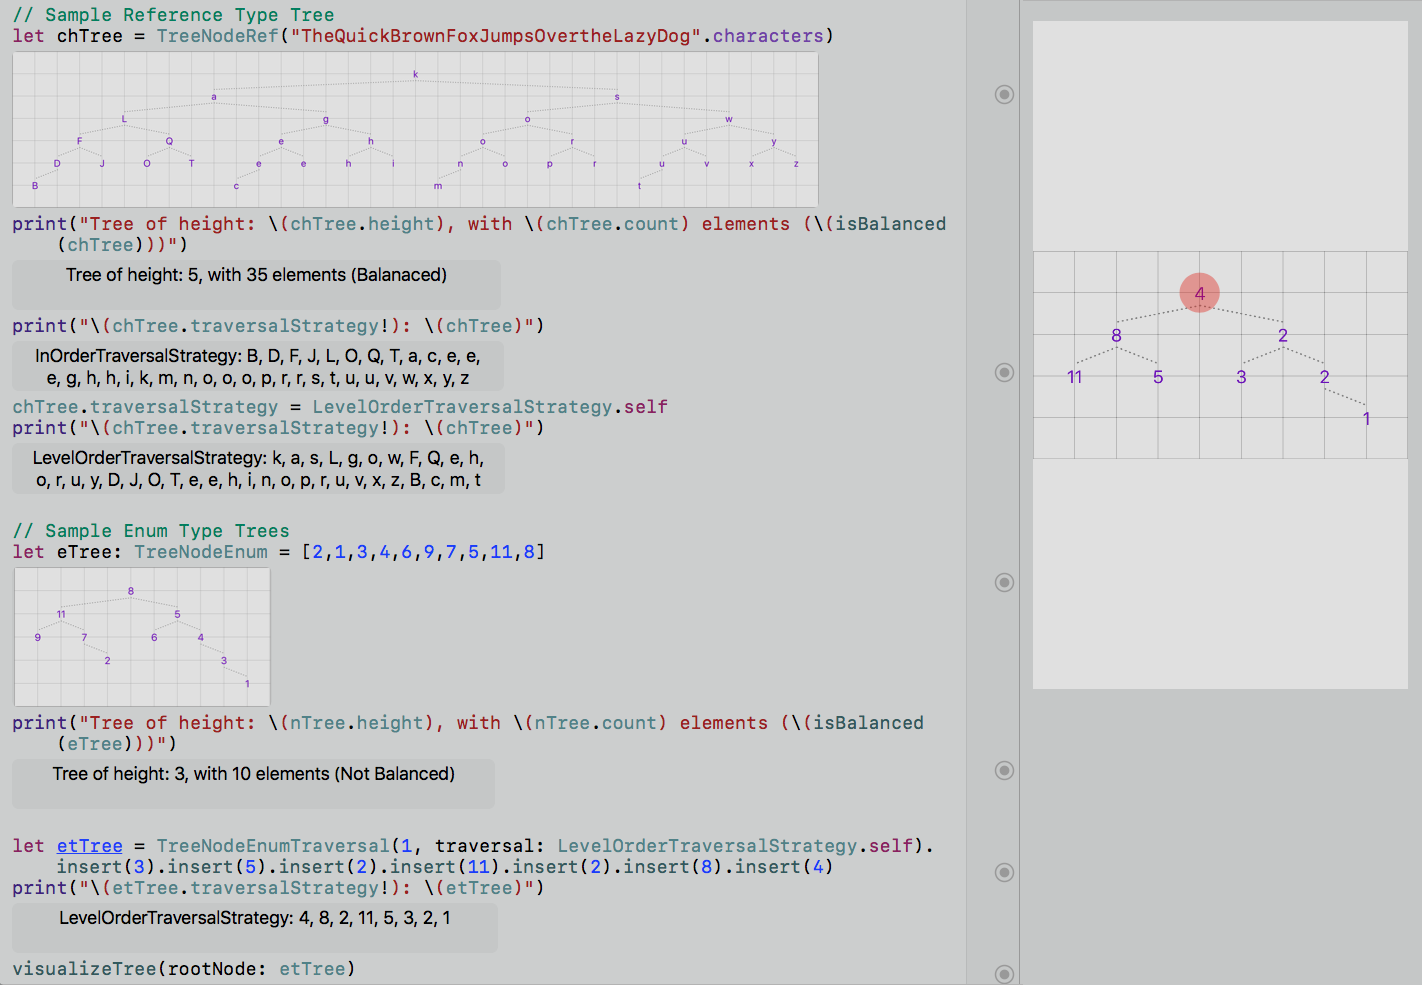 // Sample Reference Type Tree
let chTree = TreeNodeRef("TheQuickBrownFoxJumpsOvertheLazyDog".characters)
k
a s
L g o w
F Q e h o r u y
D J O T e e h i n o p r u v x z
B c m t
print("Tree of height: \(chTree.height), with \(chTree.count) elements (\(isBalanced
(chTree)))")
Tree of height: 5, with 35 elements (Balanaced)
print("\(chTree.traversalStrategy!): \(chTree)")
InOrderTraversalStrategy: B, D, F, J, L, O, Q, T, a, c, e, e,
e, g, h, h, i, k, m, n, o, o, o, p, r, r, s, t, u, u, v, w, x, y, z
chTree.traversalStrategy = LevelOrderTraversalStrategy.self
print("\(chTree.traversalStrategy!): \(chTree)")
LevelOrderTraversalStrategy: k, a, s, L, g, o, w, F, Q, e, h,
o, r, u, y, D, J, O, T, e, e, h, i, n, o, p, r, u, v, x, z, B, c, m, t
// Sample Enum Type Trees
let eTree: TreeNodeEnum = [2,1,3,4,6,9,7,5,11,8]
8
11 5
9 7 6 4
2 3
1
print("Tree of height: \(nTree.height), with \(nTree.count) elements (\(isBalanced
(eTree)))")
Tree of height: 3, with 10 elements (Not Balanced)
let etTree = TreeNodeEnumTraversal(1, traversal: LevelOrderTraversalStrategy.self).
insert(3).insert(5).insert(2).insert(11).insert(2).insert(8).insert(4)
print("\(etTree.traversalStrategy!): \(etTree)")
LevelOrderTraversalStrategy: 4, 8, 2, 11, 5, 3, 2, 1
visualizeTree(rootNode: etTree)
4
8 2
11 5 3 2
1